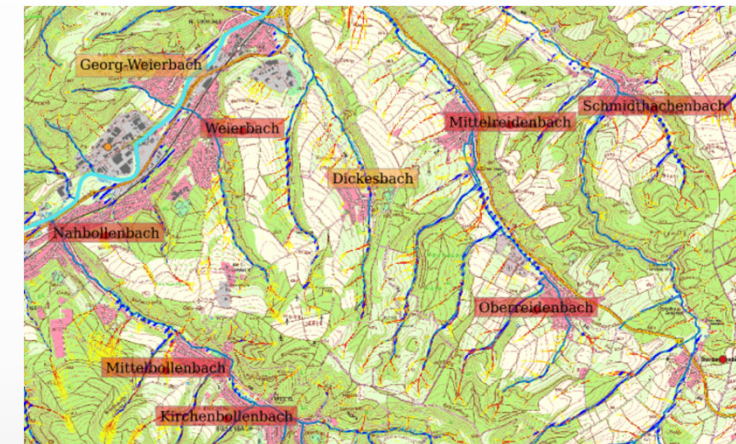 Georg-Weierbach
Schmidthachenbach
Weierbach
Mittelreidenbach
Dickesbach
Nahbollenbach
Oberreidenbach
Mittelbollenbach
Kirchenbollenbach